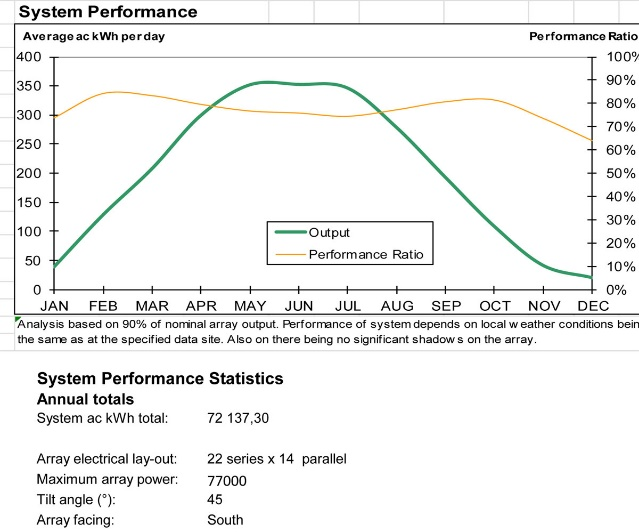 System Performance
Average ac kWh per day Performance Ratio
400 100%
350 90%
300 80%
250 70%
200 60%
150 50%
100 40%
50 30%
0 20%
10%
0%
Output
Performance Ratio
JAN FEB MAR APR MAY JUN JUL AUG SEP OCT NOV DEC
Analysis based on 90% of nominal array output. Performance of system depends on local weather conditions bein
the same as at the specified data site. Also on there being no significant shadows on the array.
System Performance Statistics
Annual totals
System ac kWh total: 72 137,30
Array electrical lay-out: 22 series x 14 parallel
Maximum array power: 77000
Tilt angle (°): 45
Array facing: South